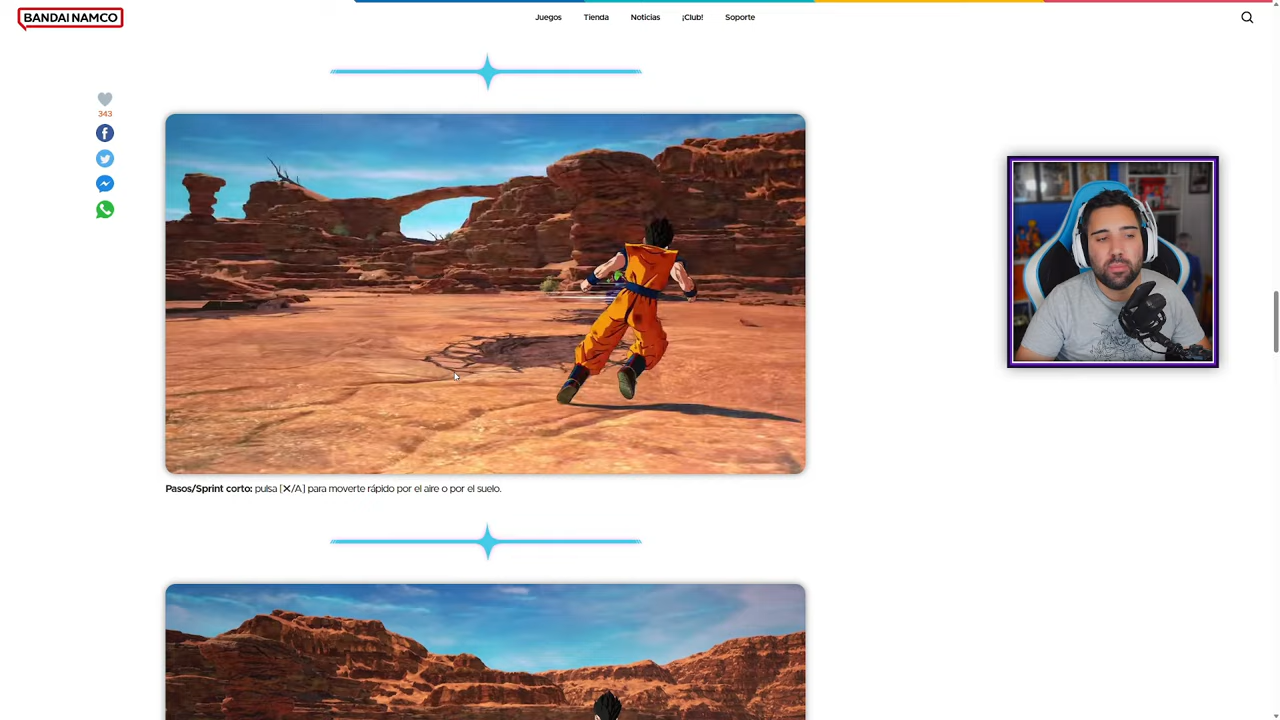 BANDAI NAMCO
Juegos Tienda Noticias ¡Club! Soporte
343
Pasos/Sprint corto: pulsa [✕/A] para moverte rápido por el aire o por el suelo.